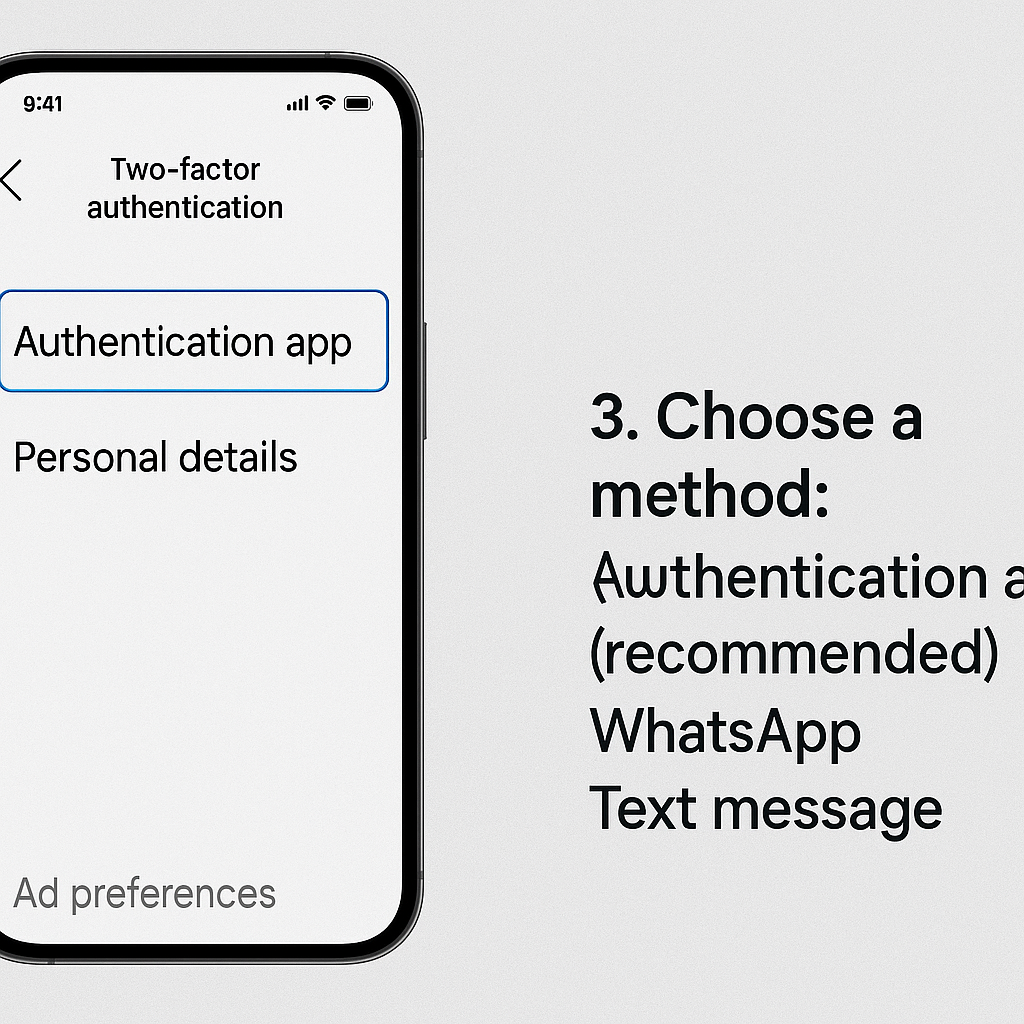 9:41
Two-factor
authentication
Authentication app
Personal details
Ad preferences
3. Choose a
method:
Authentication a
(recommended)
WhatsApp
Text message